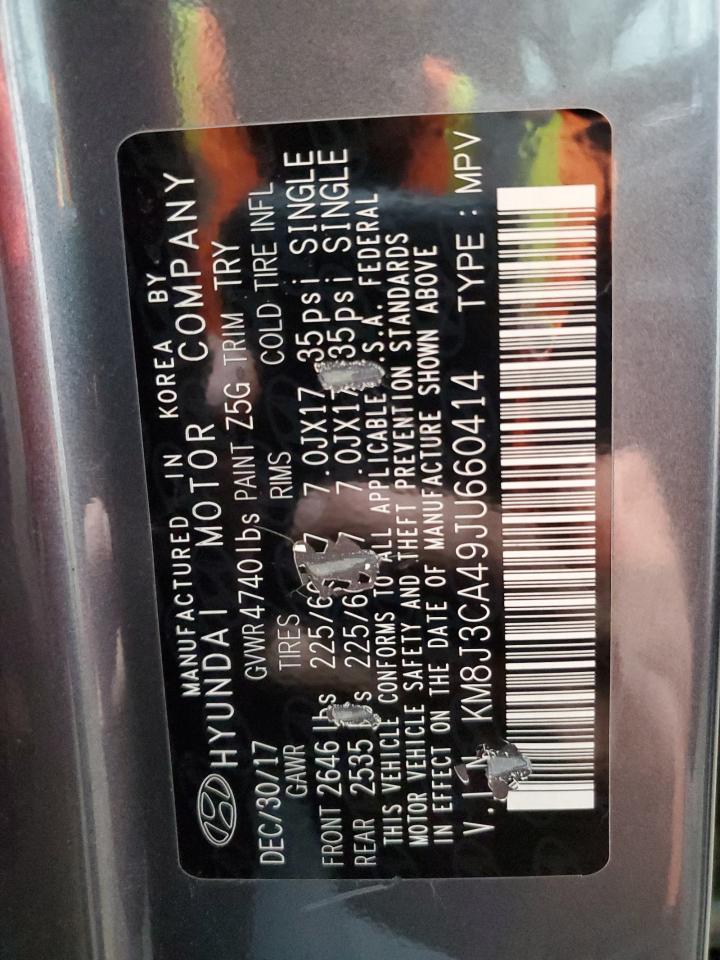 MANUFACTURED IN KOREA BY
HYUNDAI MOTOR COMPANY
DEC/30/17 GVWR 4740lbs PAINT Z5G TRIM TRY
GAWR TIRES RIMS COLD TIRE INFL
FRONT 2646 lbs 225/6 7 7.0JX17 35psi SINGLE
REAR 2535 s 225/6 7 7.0JX17 35psi SINGLE
THIS VEHICLE CONFORMS TO ALL APPLICABLE .S.A. FEDERAL
MOTOR VEHICLE SAFETY AND THEFT PREVENTION STANDARDS
IN EFFECT ON THE DATE OF MANUFACTURE SHOWN ABOVE
V.I KM8J3CA49JU660414 TYPE : MPV